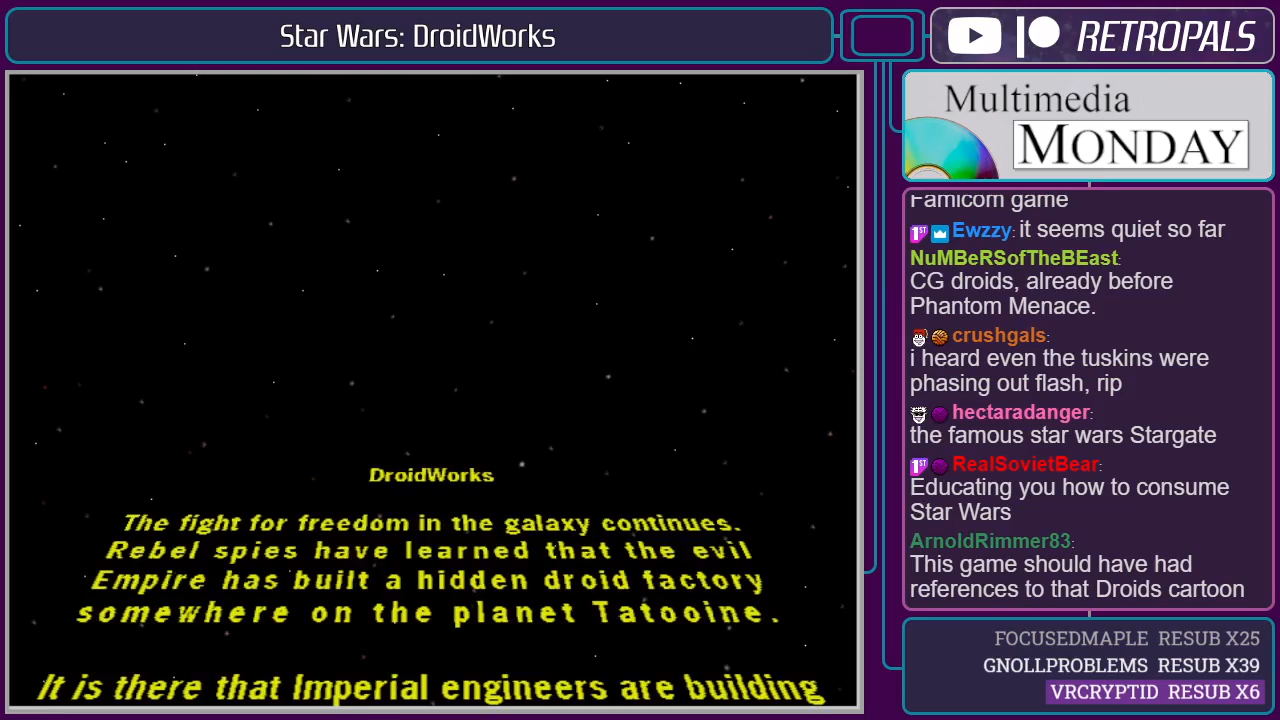 Star Wars: DroidWorks
RETROPALS
Multimedia
MONDAY
DroidWorks
The fight for freedom in the galaxy continues.
Rebel spies have learned that the evil
Empire has built a hidden droid factory
somewhere on the planet Tatooine.
It is there that Imperial engineers are building
Famicom game
1ST Ewzzy: it seems quiet so far
NuMBeRSofTheBEast:
CG droids, already before
Phantom Menace.
crushgals:
i heard even the tuskins were
phasing out flash, rip
hectaradanger:
the famous star wars Stargate
1ST RealSovietBear:
Educating you how to consume
Star Wars
ArnoldRimmer83:
This game should have had
references to that Droids cartoon
FOCUSEDMAPLE RESUB X25
GNOLLPROBLEMS RESUB X39
VRCRYPTID RESUB X6